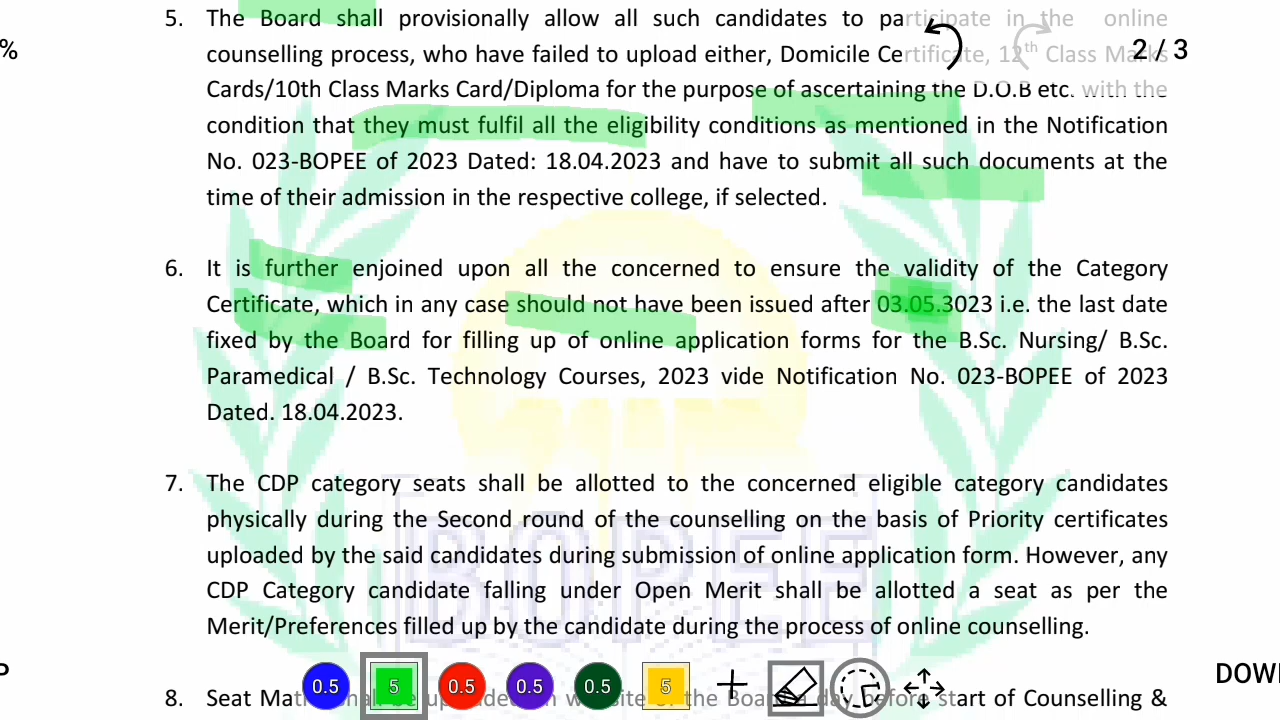 5. The Board shall provisionally allow all such candidates to participate in the online
% counselling process, who have failed to upload either, Domicile Certificate, 12th Class Marks 2 / 3
Cards/10th Class Marks Card/Diploma for the purpose of ascertaining the D.O.B etc. with the
condition that they must fulfil all the eligibility conditions as mentioned in the Notification
No. 023-BOPEE of 2023 Dated: 18.04.2023 and have to submit all such documents at the
time of their admission in the respective college, if selected.
6. It is further enjoined upon all the concerned to ensure the validity of the Category
Certificate, which in any case should not have been issued after 03.05.3023 i.e. the last date
fixed by the Board for filling up of online application forms for the B.Sc. Nursing/ B.Sc.
Paramedical / B.Sc. Technology Courses, 2023 vide Notification No. 023-BOPEE of 2023
Dated. 18.04.2023.
7. The CDP category seats shall be allotted to the concerned eligible category candidates
physically during the Second round of the counselling on the basis of Priority certificates
uploaded by the said candidates during submission of online application form. However, any
CDP Category candidate falling under Open Merit shall be allotted a seat as per the
Merit/Preferences filled up by the candidate during the process of online counselling.
BOPEE
DOW
0.5 5 0.5 0.5 0.5 5
8. Seat before start of Counselling &